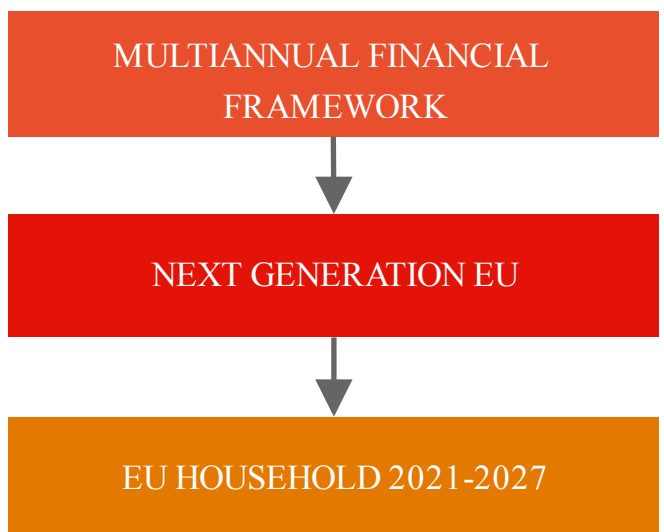 MULTIANNUAL FINANCIAL
FRAMEWORK
NEXT GENERATION EU
EU HOUSEHOLD 2021-2027